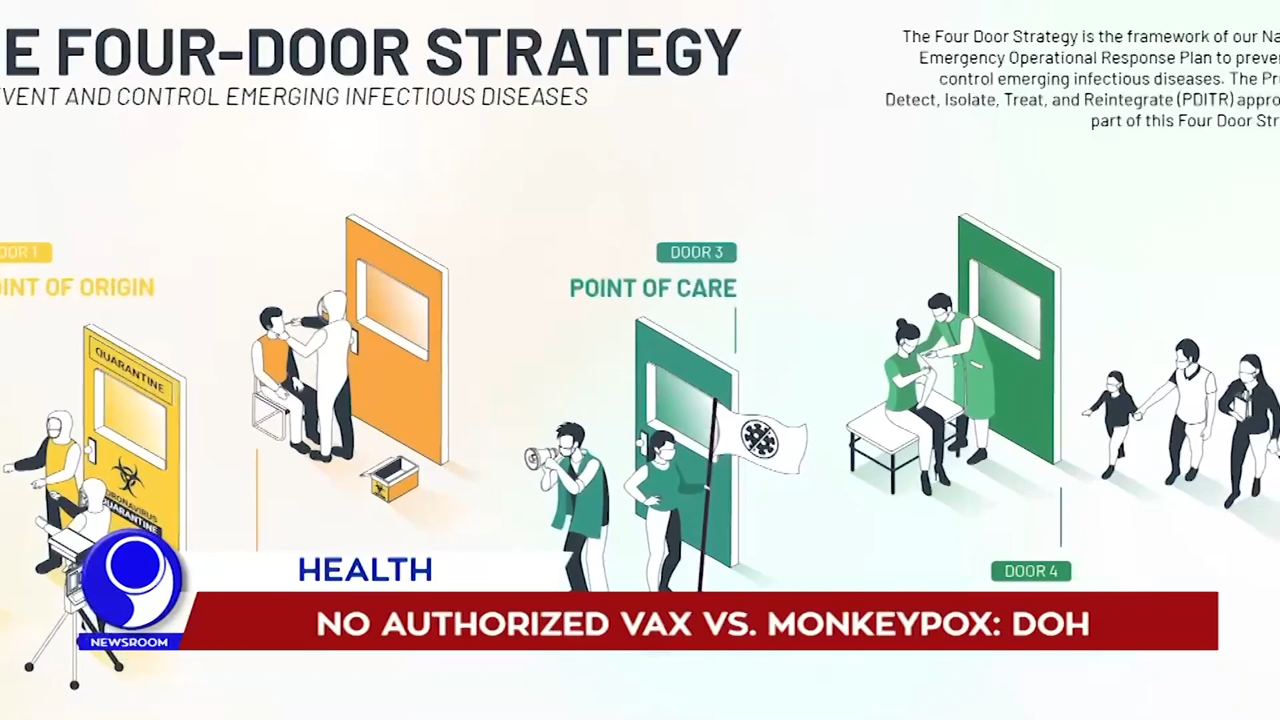 E FOUR-DOOR STRATEGY
VENT AND CONTROL EMERGING INFECTIOUS DISEASES
The Four Door Strategy is the framework of our Na
Emergency Operational Response Plan to preve
control emerging infectious diseases. The Pr
Detect, Isolate, Treat, and Reintegrate (PDITR) appro
part of this Four Door Str
DOOR 1
OINT OF ORIGIN
DOOR 3
POINT OF CARE
QUARANTINE
CORONAVIRUS
QUARANTINE
DOOR 4
HEALTH
NO AUTHORIZED VAX VS. MONKEYPOX: DOH
NEWSROOM